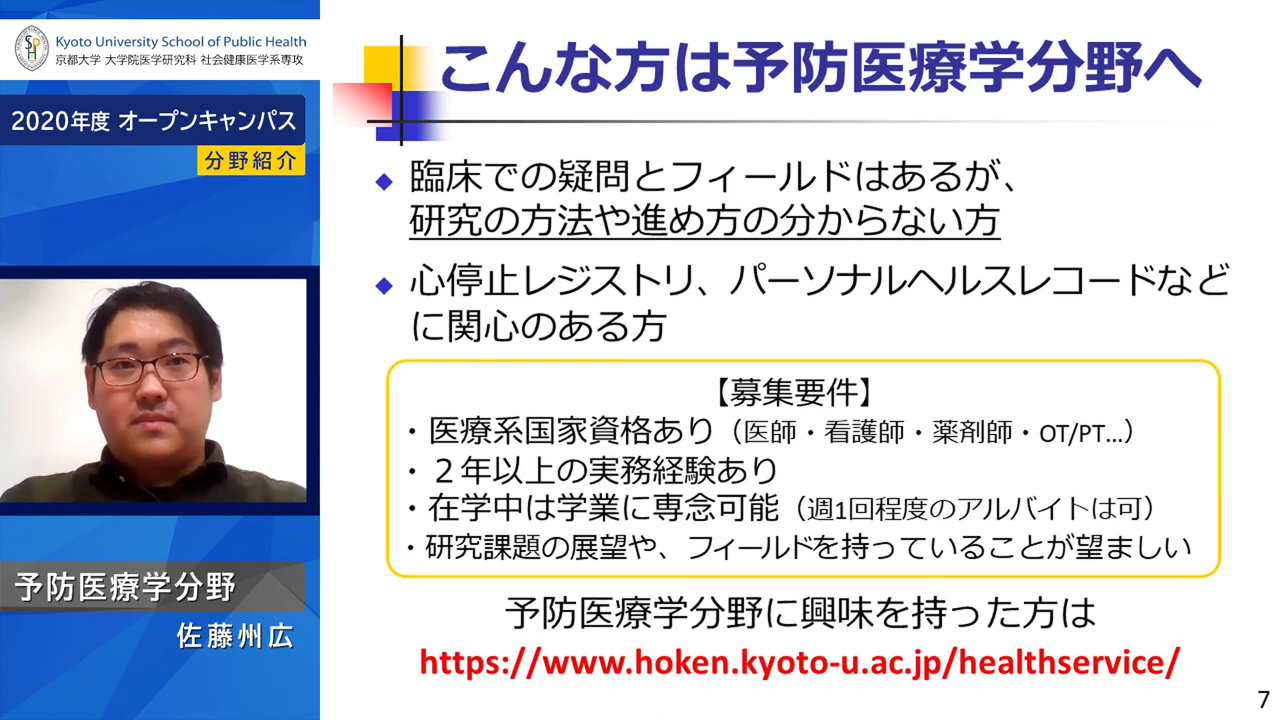 Kyoto University School of Public Health
京都大学 大学院医学研究科 社会健康医学系専攻
2020年度 オープンキャンパス
分野紹介
予防医療学分野
佐藤州広
こんな方は予防医療学分野へ
◆ 臨床での疑問とフィールドはあるが、
研究の方法や進め方の分からない方
◆ 心停止レジストリ、パーソナルヘルスレコードなど
に関心のある方
【募集要件】
・医療系国家資格あり（医師・看護師・薬剤師・OT/PT…）
・２年以上の実務経験あり
・在学中は学業に専念可能（週1回程度のアルバイトは可）
・研究課題の展望や、フィールドを持っていることが望ましい
予防医療学分野に興味を持った方は
https://www.hoken.kyoto-u.ac.jp/healthservice/
7